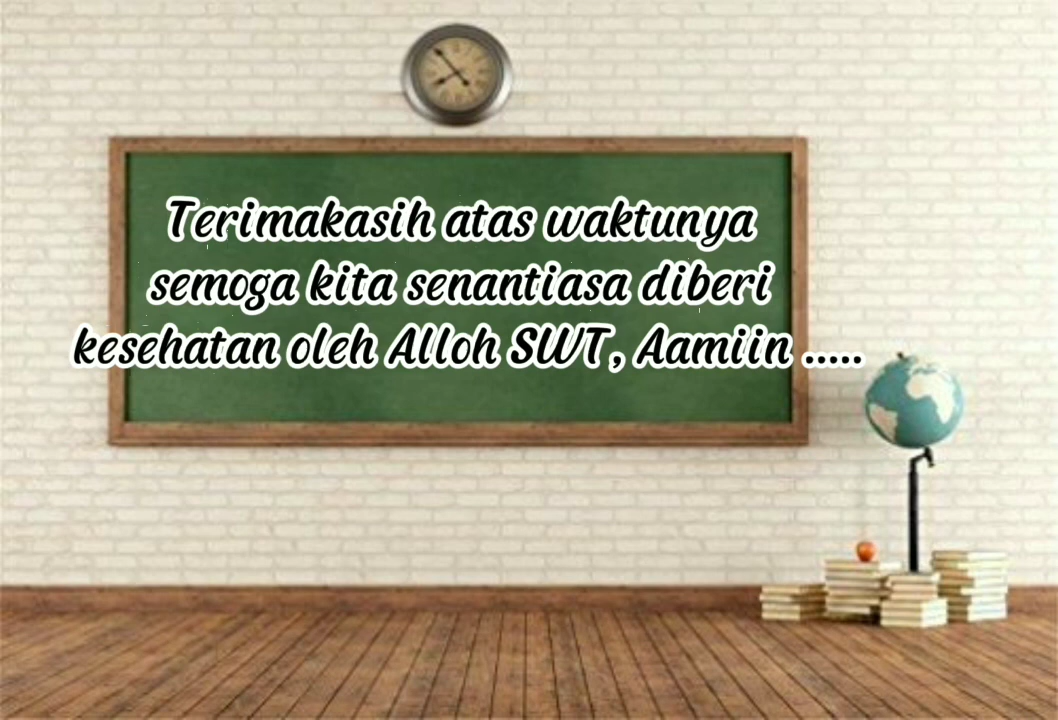 Terimakasih atas waktunya
semoga kita senantiasa diberi
kesehatan oleh Alloh SWT, Aamiin .....